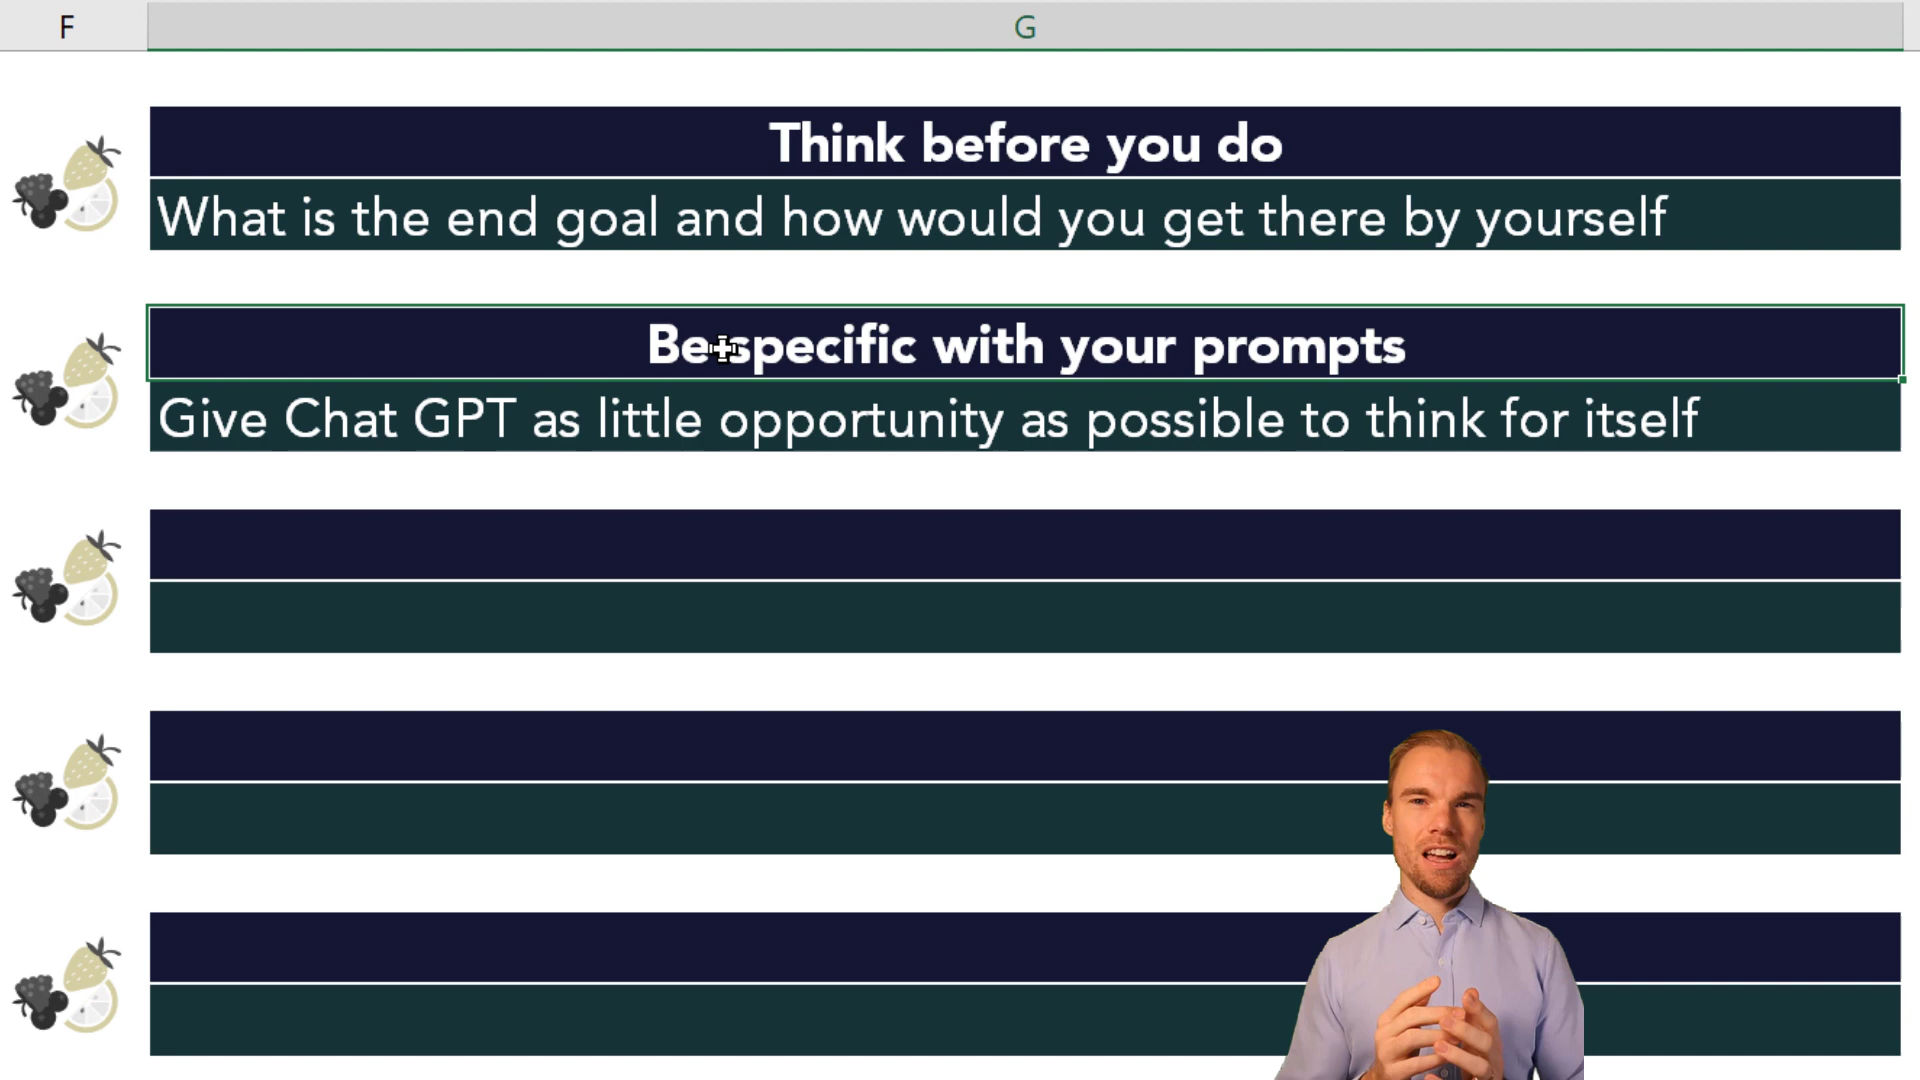 F
G
Think before you do
What is the end goal and how would you get there by yourself
Be specific with your prompts
Give Chat GPT as little opportunity as possible to think for itself